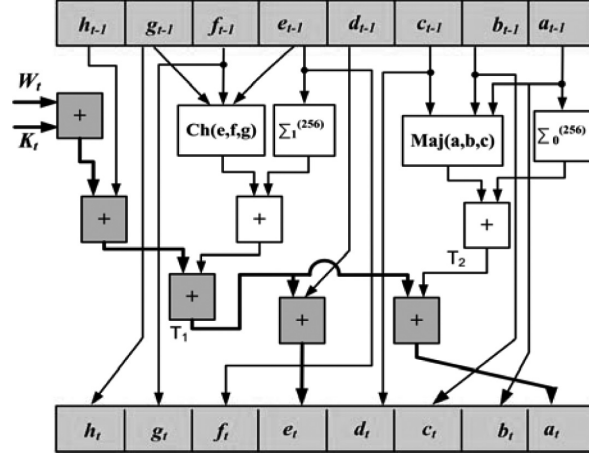 h_{t-1} g_{t-1} f_{t-1} e_{t-1} d_{t-1} c_{t-1} b_{t-1} a_{t-1}
W_t
K_t
+
Ch(e,f,g)
∑_1^{(256)}
Maj(a,b,c)
∑_0^{(256)}
+
+
+
T_2
+
T_1
+
+
h_t g_t f_t e_t d_t c_t b_t a_t